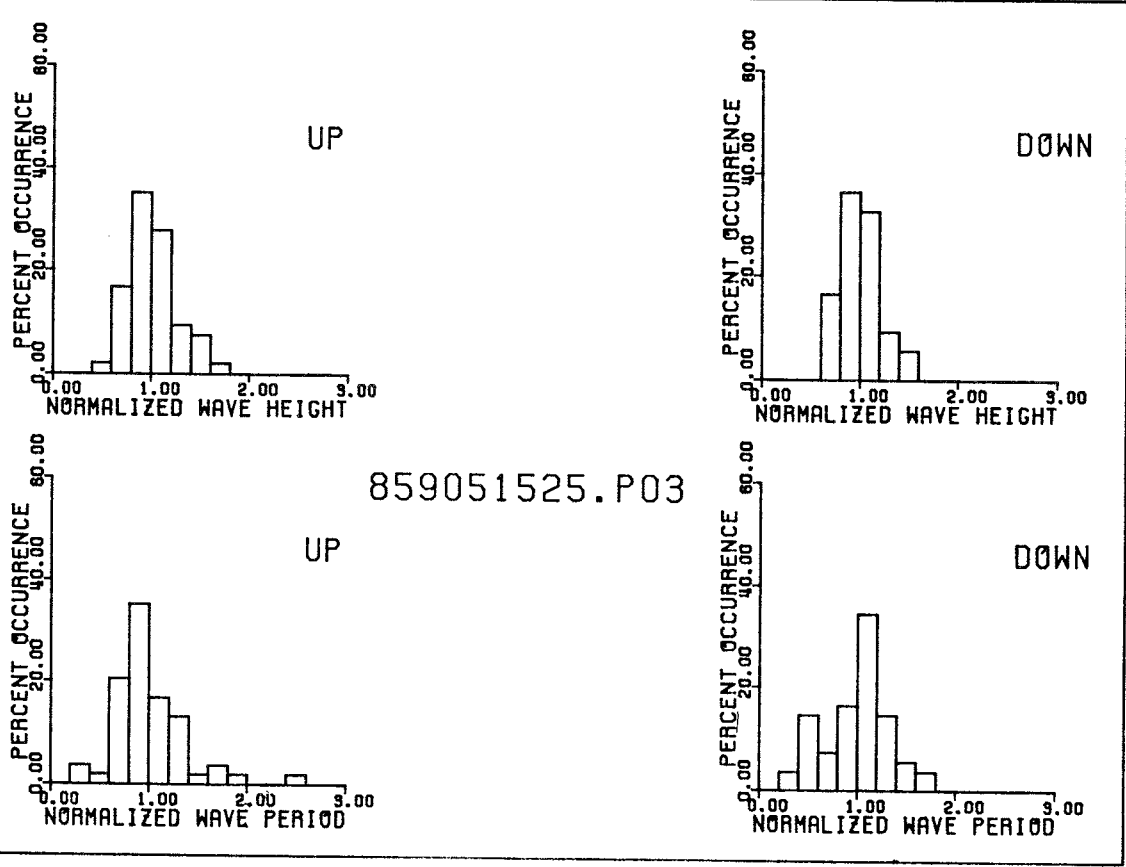 PERCENT OCCURRENCE
0.00 20.00 40.00 60.00
UP
0.00 1.00 2.00 3.00
NORMALIZED WAVE HEIGHT
PERCENT OCCURRENCE
0.00 20.00 40.00 60.00
DOWN
0.00 1.00 2.00 3.00
NORMALIZED WAVE HEIGHT
859051525.P03
PERCENT OCCURRENCE
0.00 20.00 40.00 60.00
UP
0.00 1.00 2.00 3.00
NORMALIZED WAVE PERIOD
PERCENT OCCURRENCE
0.00 20.00 40.00 60.00
DOWN
0.00 1.00 2.00 3.00
NORMALIZED WAVE PERIOD